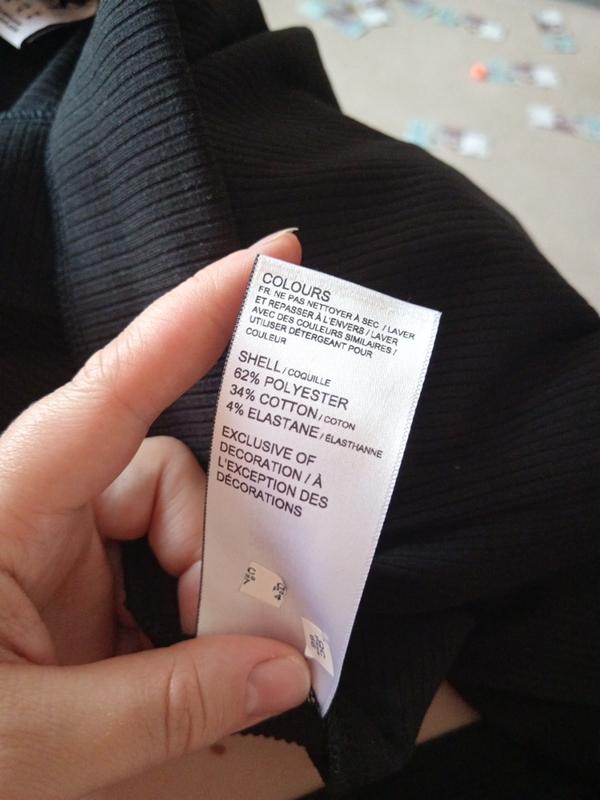 COLOURS
FR. NE PAS NETTOYER À SEC / LAVER
ET REPASSER À L'ENVERS / LAVER
AVEC DES COULEURS SIMILAIRES /
UTILISER DÉTERGEANT POUR
COULEUR
SHELL / COQUILLE
62% POLYESTER
34% COTTON / COTON
4% ELASTANE / ÉLASTHANNE
EXCLUSIVE OF
DECORATION / À
L'EXCEPTION DES
DÉCORATIONS